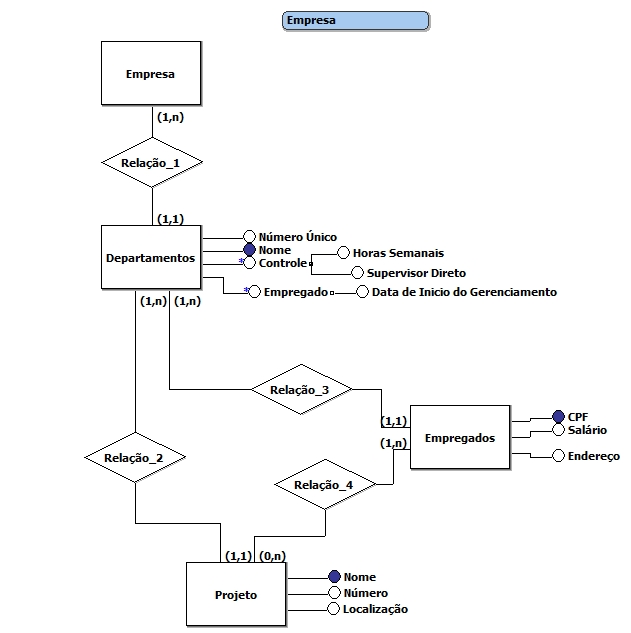 Empresa
Empresa
(1,n)
Relação_1
(1,1)
Departamentos
Número Único
Nome
* Controle
Horas Semanais
Supervisor Direto
* Empregado
Data de Inicio do Gerenciamento
(1,n) (1,n)
Relação_3
(1,1)
Empregados
CPF
Salário
Endereço
(1,n)
Relação_2
Relação_4
(1,1) (0,n)
Projeto
Nome
Número
Localização